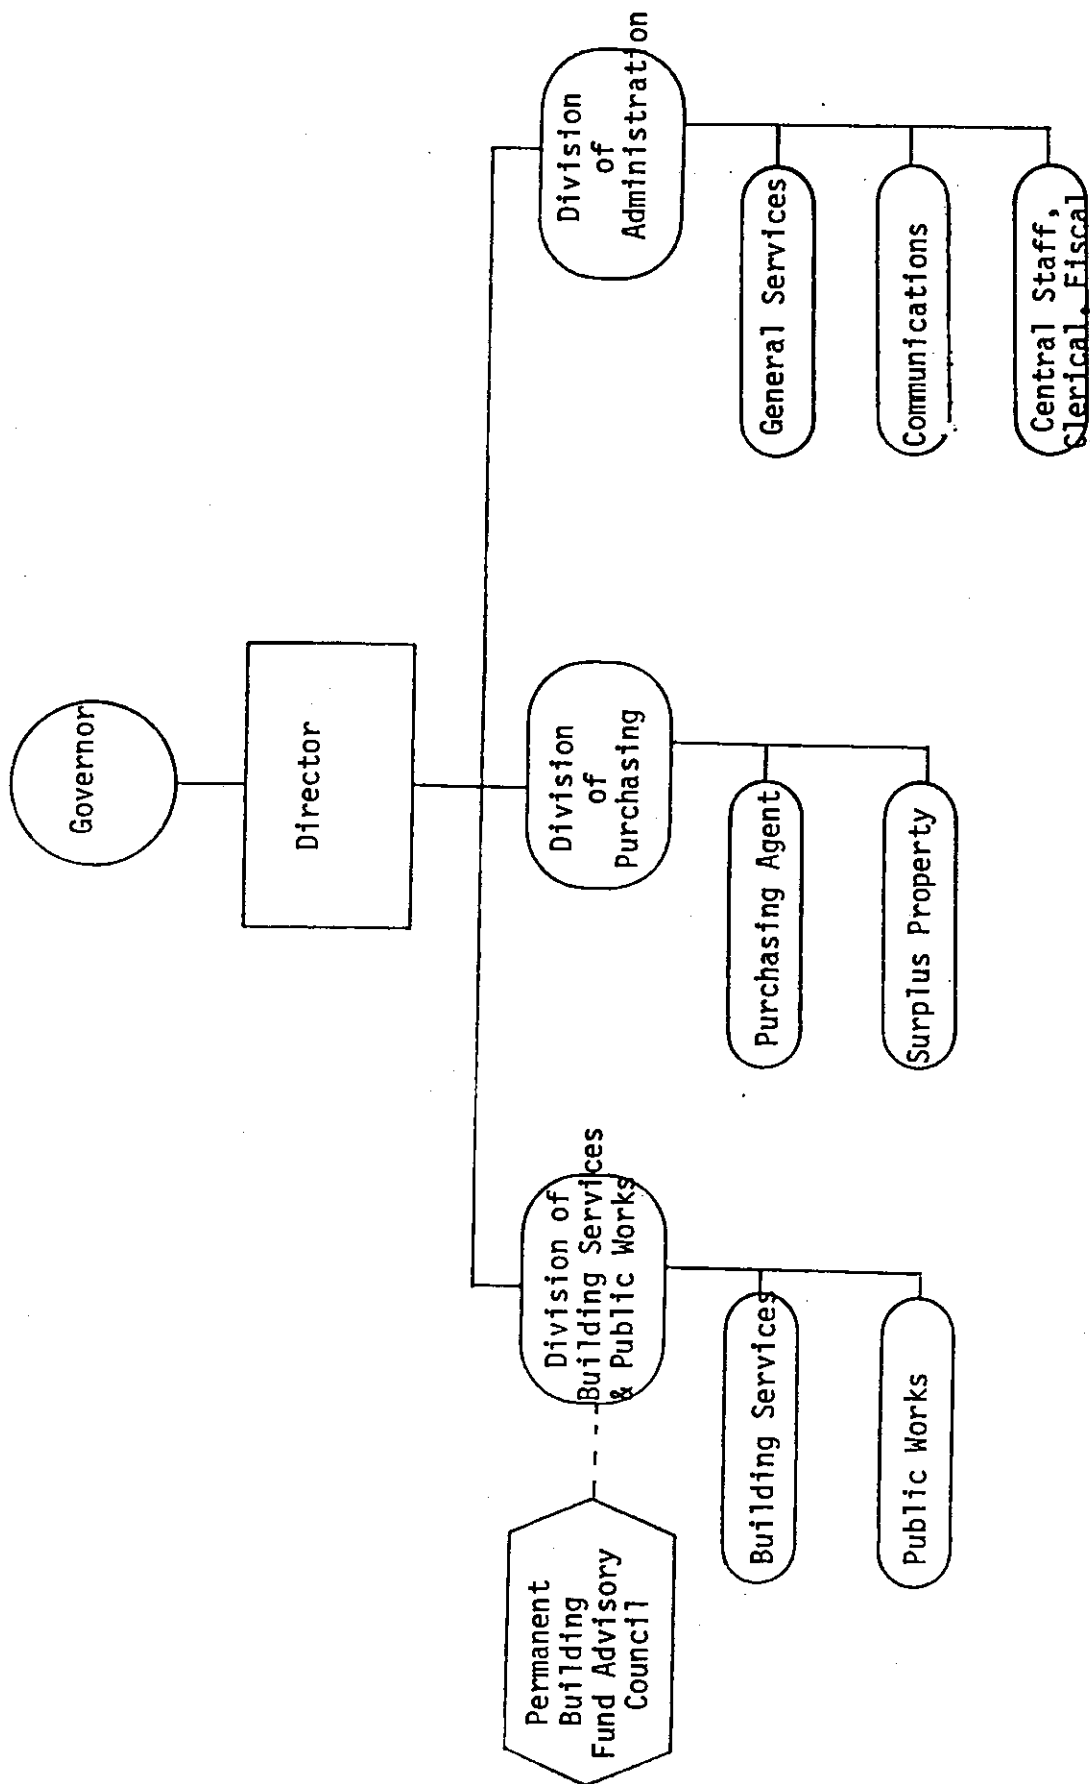 Governor
Director
Permanent
Building
Fund Advisory
Council
Division of
Building Services
& Public Works
Building Services
Public Works
Division
of
Purchasing
Purchasing Agent
Surplus Property
Division
of
Administration
General Services
Communications
Central Staff,
Clerical, Fiscal